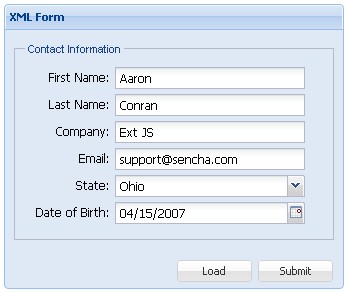 XML Form
Contact Information
First Name: Aaron
Last Name: Conran
Company: Ext JS
Email: support@sencha.com
State: Ohio
Date of Birth: 04/15/2007
Load Submit